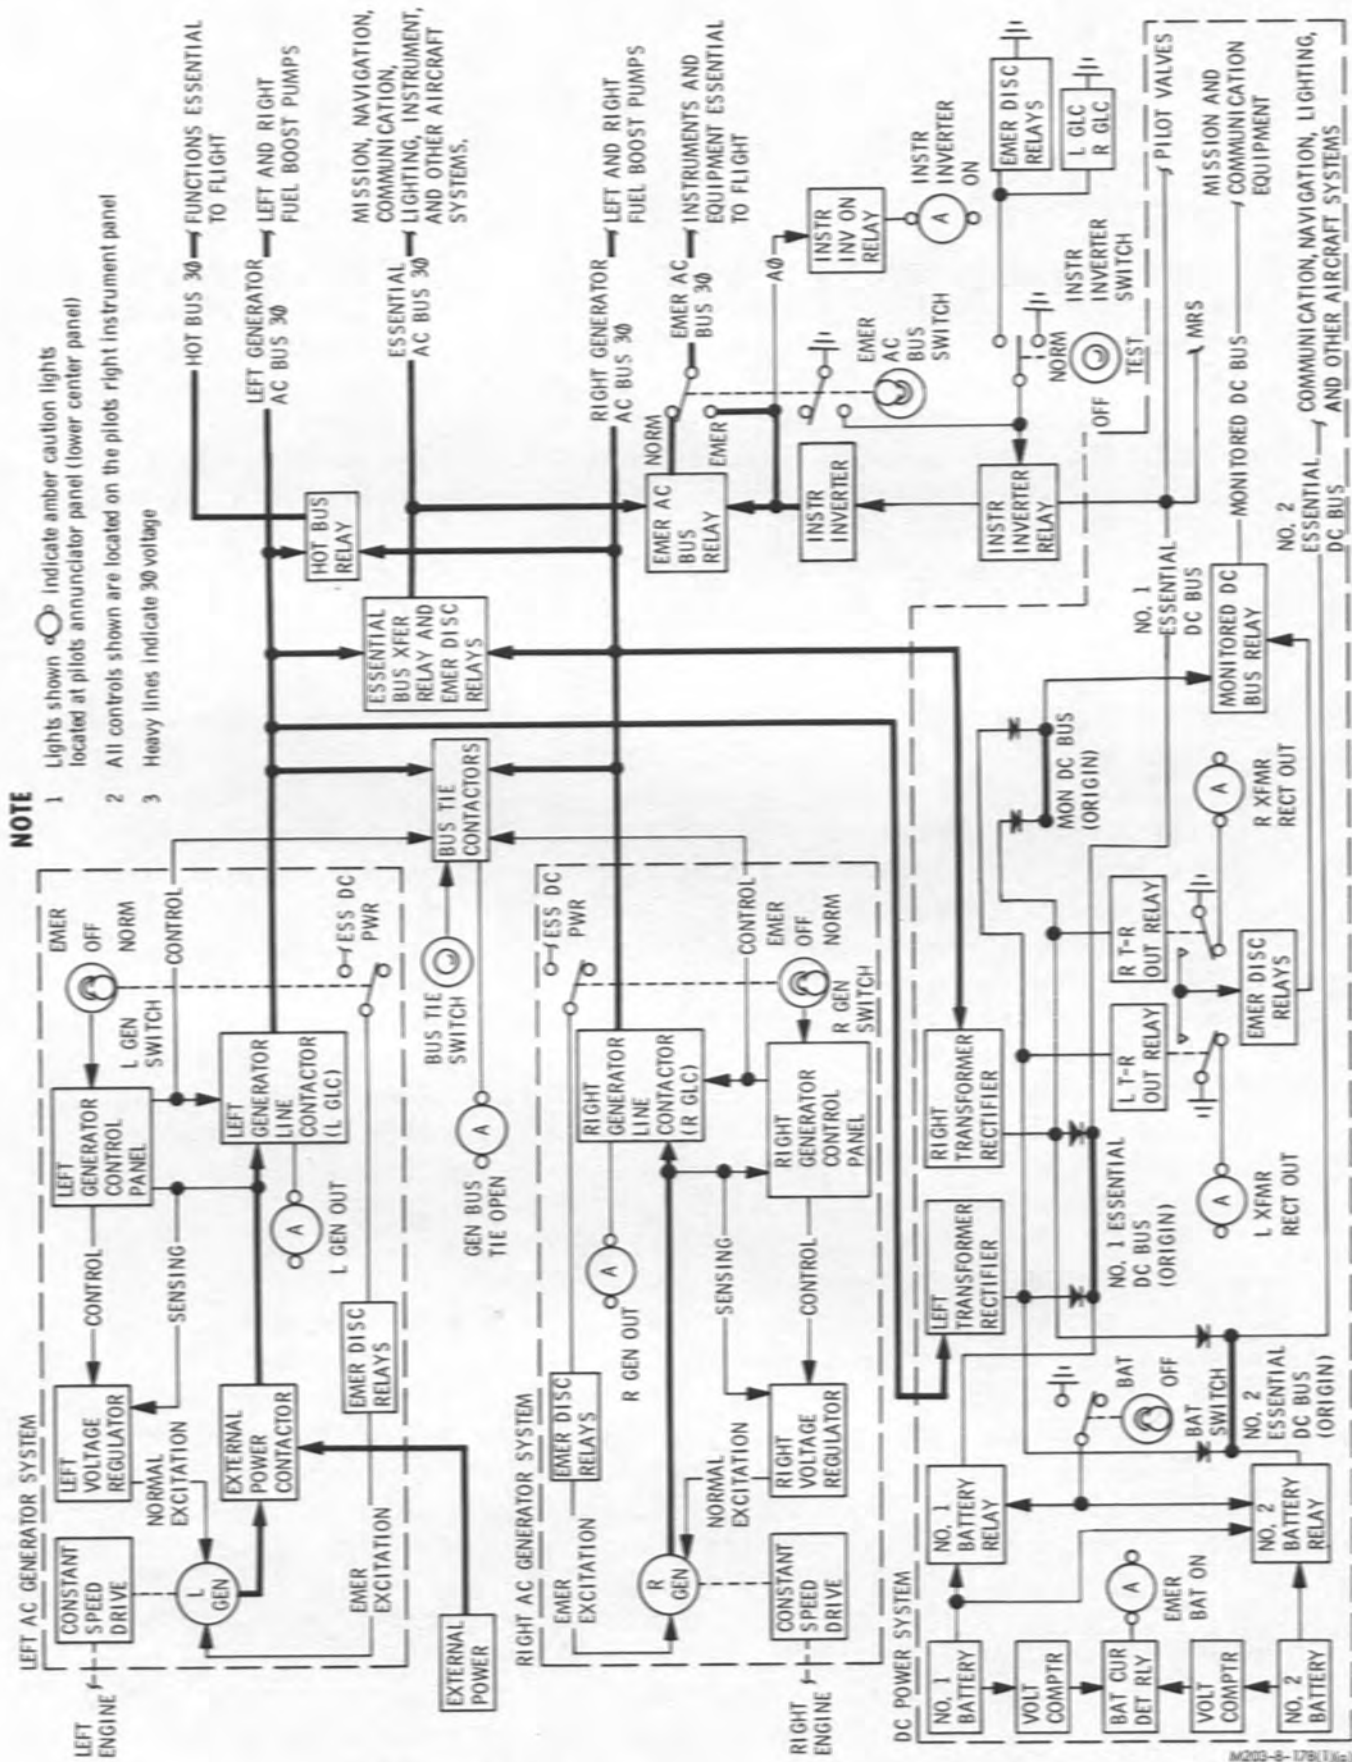 NOTE
1 Lights shown indicate amber caution lights
located at pilots annunciator panel (lower center panel)
2 All controls shown are located on the pilots right instrument panel
3 Heavy lines indicate 3Ø voltage
LEFT AC GENERATOR SYSTEM
LEFT
ENGINE
CONSTANT
SPEED
DRIVE
L
GEN
LEFT
VOLTAGE
REGULATOR
NORMAL
EXCITATION
CONTROL
SENSING
LEFT
GENERATOR
CONTROL
PANEL
EMER
OFF
NORM
L GEN
SWITCH
CONTROL
EXTERNAL
POWER
CONTACTOR
LEFT
GENERATOR
LINE
CONTACTOR
(L GLC)
A
L GEN OUT
EMER DISC
RELAYS
EMER
EXCITATION
ESS DC
PWR
EXTERNAL
POWER
BUS TIE
SWITCH
BUS TIE
CONTACTORS
A
GEN BUS
TIE OPEN
RIGHT AC GENERATOR SYSTEM
RIGHT
ENGINE
CONSTANT
SPEED
DRIVE
R
GEN
EMER
EXCITATION
EMER DISC
RELAYS
A
R GEN OUT
NORMAL
EXCITATION
RIGHT
VOLTAGE
REGULATOR
SENSING
CONTROL
RIGHT
GENERATOR
LINE
CONTACTOR
(R GLC)
RIGHT
GENERATOR
CONTROL
PANEL
ESS DC
PWR
CONTROL
EMER
OFF
NORM
R GEN
SWITCH
HOT BUS 3Ø
FUNCTIONS ESSENTIAL
TO FLIGHT
LEFT GENERATOR
AC BUS 3Ø
LEFT AND RIGHT
FUEL BOOST PUMPS
HOT BUS
RELAY
ESSENTIAL
AC BUS 3Ø
MISSION, NAVIGATION,
COMMUNICATION,
LIGHTING, INSTRUMENT,
AND OTHER AIRCRAFT
SYSTEMS.
ESSENTIAL
BUS XFER
RELAY AND
EMER DISC
RELAYS
RIGHT GENERATOR
AC BUS 3Ø
LEFT AND RIGHT
FUEL BOOST PUMPS
EMER AC
BUS
RELAY
NORM
EMER
EMER AC
BUS 3Ø
INSTRUMENTS AND
EQUIPMENT ESSENTIAL
TO FLIGHT
AØ
INSTR
INV ON
RELAY
A
INSTR
INVERTER
ON
INSTR
INVERTER
EMER
AC
BUS
SWITCH
INSTR
INVERTER
RELAY
EMER DISC
RELAYS
L GLC
R GLC
NORM
OFF
TEST
INSTR
INVERTER
SWITCH
DC POWER SYSTEM
NO. 1
BATTERY
VOLT
COMPTR
BAT CUR
DET RLY
VOLT
COMPTR
NO. 2
BATTERY
A
EMER
BAT ON
NO. 1
BATTERY
RELAY
NO. 2
BATTERY
RELAY
BAT
OFF
BAT
SWITCH
NO. 2
ESSENTIAL
DC BUS
(ORIGIN)
LEFT
TRANSFORMER
RECTIFIER
RIGHT
TRANSFORMER
RECTIFIER
NO. 1 ESSENTIAL
DC BUS
(ORIGIN)
L T-R
OUT RELAY
R T-R
OUT RELAY
A
L XFMR
RECT OUT
EMER DISC
RELAYS
A
R XFMR
RECT OUT
MON DC BUS
(ORIGIN)
MONITORED DC
BUS RELAY
NO. 1
ESSENTIAL
DC BUS
PILOT VALVES
MRS
MONITORED DC BUS
MISSION AND
COMMUNICATION
EQUIPMENT
NO. 2
ESSENTIAL
DC BUS
COMMUNICATION, NAVIGATION, LIGHTING,
AND OTHER AIRCRAFT SYSTEMS